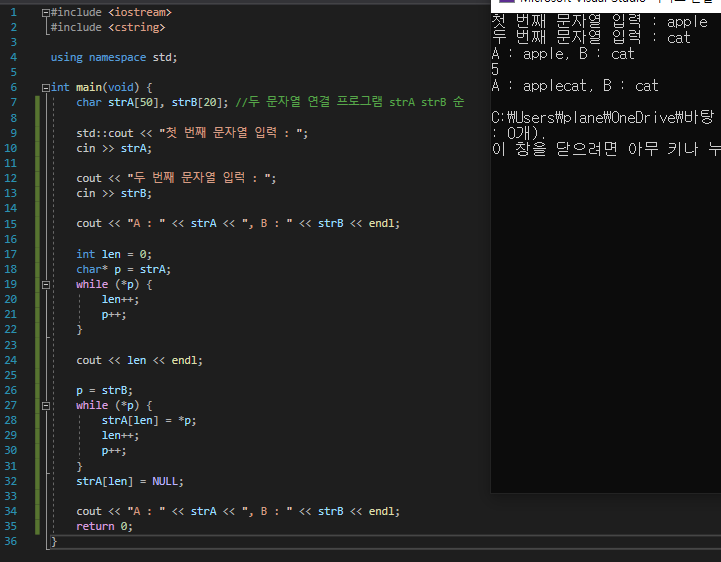 1 #include <iostream>
2 #include <cstring>
3
4 using namespace std;
5
6 int main(void) {
7 char strA[50], strB[20]; //두 문자열 연결 프로그램 strA strB 순
8
9 std::cout << "첫 번째 문자열 입력 : ";
10 cin >> strA;
11
12 cout << "두 번째 문자열 입력 : ";
13 cin >> strB;
14
15 cout << "A : " << strA << ", B : " << strB << endl;
16
17 int len = 0;
18 char* p = strA;
19 while (*p) {
20 len++;
21 p++;
22 }
23
24 cout << len << endl;
25
26 p = strB;
27 while (*p) {
28 strA[len] = *p;
29 len++;
30 p++;
31 }
32 strA[len] = NULL;
33
34 cout << "A : " << strA << ", B : " << strB << endl;
35 return 0;
36 }
첫 번째 문자열 입력 : apple
두 번째 문자열 입력 : cat
A : apple, B : cat
5
A : applecat, B : cat
C:₩Users₩plane₩OneDrive₩바탕
: 0개).
이 창을 닫으려면 아무 키나 누